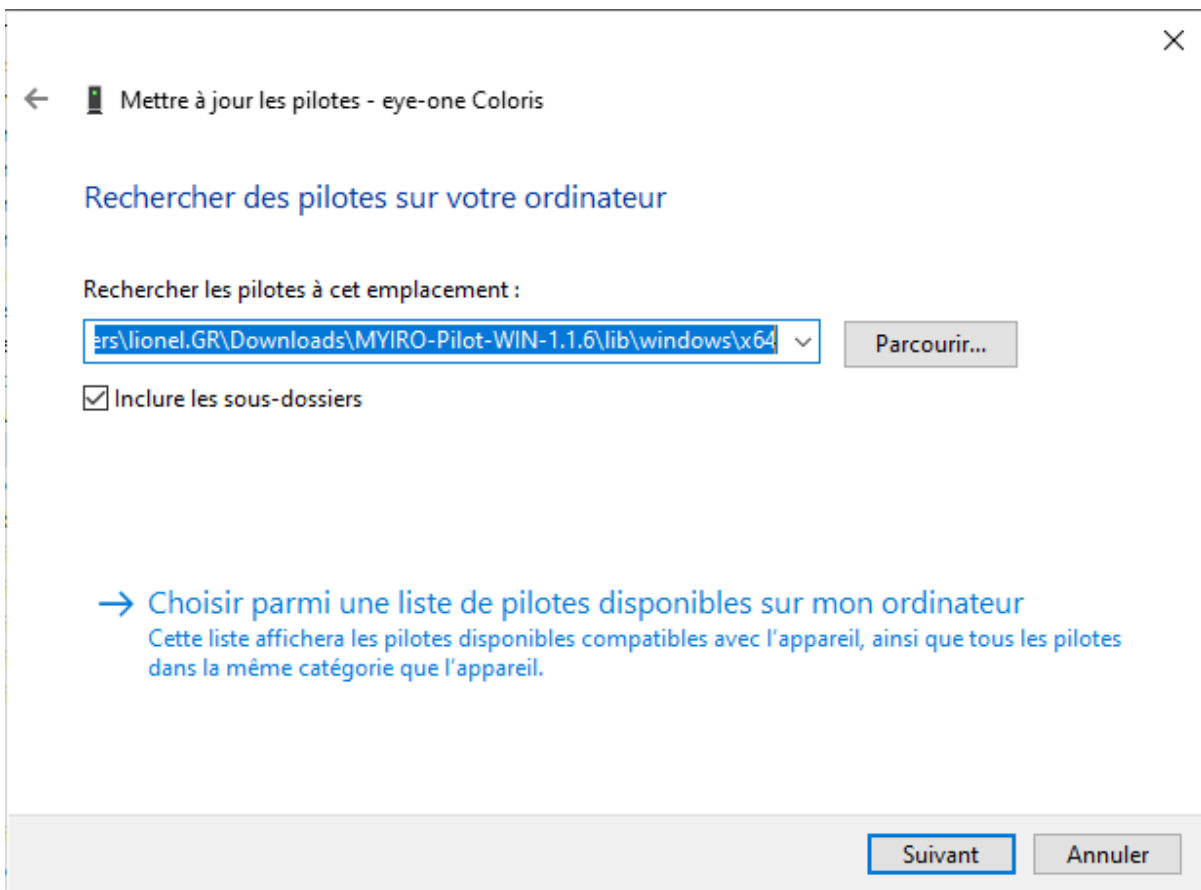 Mettre à jour les pilotes - eye-one Coloris
Rechercher des pilotes sur votre ordinateur
Rechercher les pilotes à cet emplacement :
ers\lionel.GR\Downloads\MYIRO-Pilot-WIN-1.1.6\lib\windows\x64
Parcourir...
Inclure les sous-dossiers
Choisir parmi une liste de pilotes disponibles sur mon ordinateur
Cette liste affichera les pilotes disponibles compatibles avec l’appareil, ainsi que tous les pilotes
dans la même catégorie que l’appareil.
Suivant
Annuler